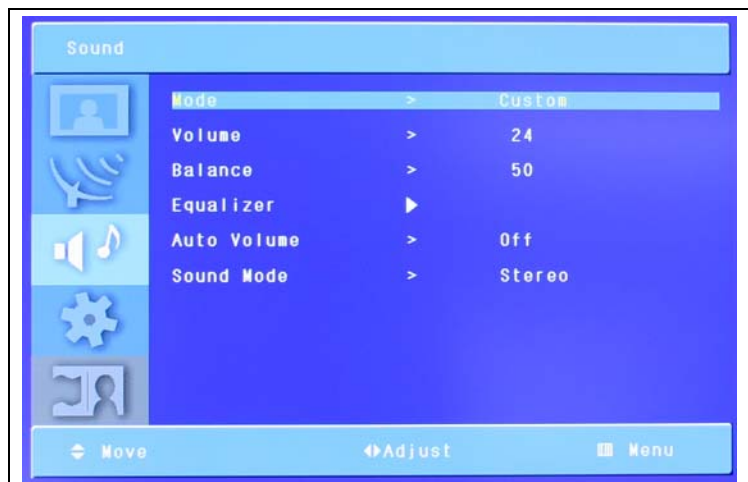 Sound
Mode > Custom
Volume > 24
Balance > 50
Equalizer
Auto Volume > Off
Sound Mode > Stereo
Move Adjust Menu